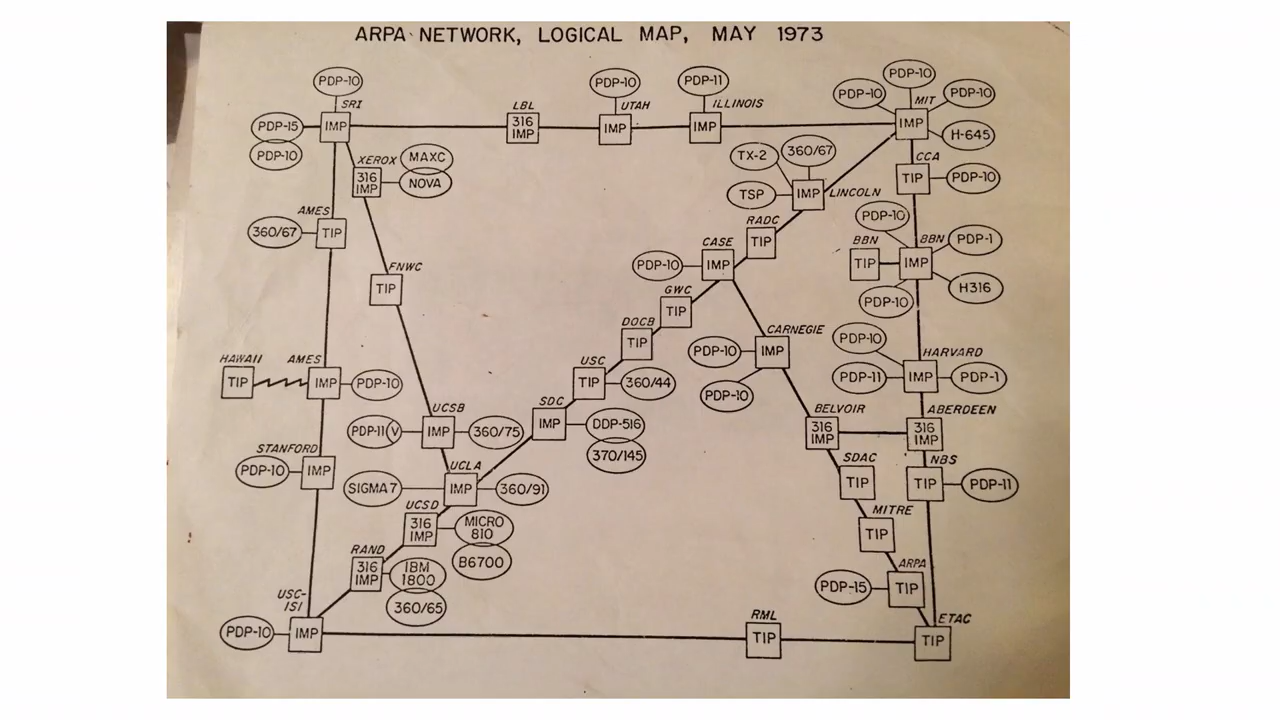 ARPA NETWORK, LOGICAL MAP, MAY 1973
PDP-10
SRI
IMP
PDP-15
PDP-10
LBL
316
IMP
PDP-10
UTAH
IMP
PDP-11
ILLINOIS
IMP
PDP-10
PDP-10
PDP-10
MIT
IMP
H-645
XEROX
316
IMP
MAXC
NOVA
TX-2
360/67
TSP
IMP
LINCOLN
CCA
TIP
PDP-10
AMES
360/67
TIP
RADC
TIP
PDP-10
BBN
TIP
BBN
IMP
PDP-1
H316
PDP-10
CASE
PDP-10
IMP
FNWC
TIP
GWC
TIP
DOCB
TIP
CARNEGIE
PDP-10
IMP
PDP-10
PDP-10
HARVARD
PDP-11
IMP
PDP-1
HAWAII
TIP
AMES
IMP
PDP-10
USC
TIP
360/44
UCSB
PDP-11
V
IMP
360/75
SDC
IMP
DDP-516
370/145
BELVOIR
316
IMP
ABERDEEN
316
IMP
STANFORD
PDP-10
IMP
UCLA
SIGMA 7
IMP
360/91
SDAC
TIP
NBS
TIP
PDP-11
UCSD
316
IMP
MICRO
810
B6700
MITRE
TIP
RAND
316
IMP
IBM
1800
360/65
ARPA
PDP-15
TIP
USC-
ISI
PDP-10
IMP
RML
TIP
ETAC
TIP